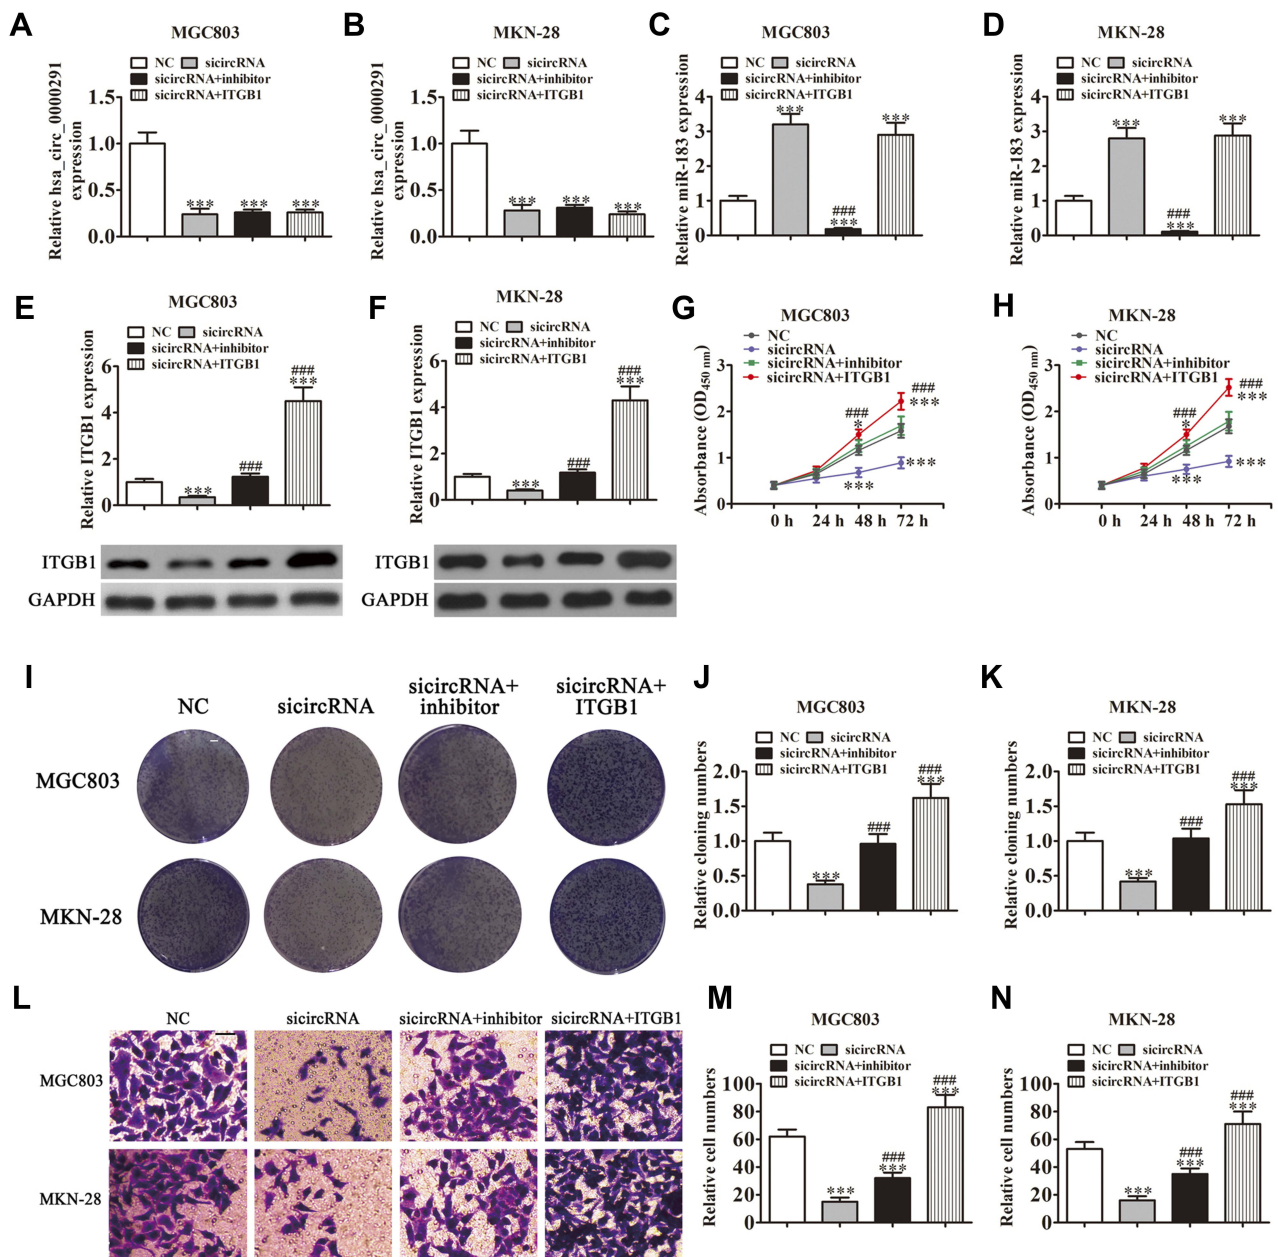 A
MGC803
NC sicircRNA
sicircRNA+inhibitor
sicircRNA+ITGB1
Relative hsa_circ_0000291
expression
1.5
1.0
0.5
0.0
*** *** ***
B
MKN-28
NC sicircRNA
sicircRNA+inhibitor
sicircRNA+ITGB1
Relative hsa_circ_0000291
expression
1.5
1.0
0.5
0.0
*** *** ***
C
MGC803
NC sicircRNA
sicircRNA+inhibitor
sicircRNA+ITGB1
Relative miR-183 expression
4
3
2
1
0
***
###
***
***
D
MKN-28
NC sicircRNA
sicircRNA+inhibitor
sicircRNA+ITGB1
Relative miR-183 expression
4
3
2
1
0
***
###
***
***
E
MGC803
NC sicircRNA
sicircRNA+inhibitor
sicircRNA+ITGB1
Relative ITGB1 expression
6
4
2
0
***
###
###
***
ITGB1
GAPDH
F
MKN-28
NC sicircRNA
sicircRNA+inhibitor
sicircRNA+ITGB1
Relative ITGB1 expression
6
4
2
0
***
###
###
***
ITGB1
GAPDH
G
MGC803
NC
sicircRNA
sicircRNA+inhibitor
sicircRNA+ITGB1
Absorbance (OD450 nm)
3
2
1
0
###
*
***
###
***
***
0 h 24 h 48 h 72 h
H
MKN-28
NC
sicircRNA
sicircRNA+inhibitor
sicircRNA+ITGB1
Absorbance (OD450 nm)
3
2
1
0
###
*
***
###
***
***
0 h 24 h 48 h 72 h
I
NC sicircRNA sicircRNA+ inhibitor sicircRNA+ ITGB1
MGC803
MKN-28
J
MGC803
NC sicircRNA
sicircRNA+inhibitor
sicircRNA+ITGB1
Relative cloning numbers
2.0
1.5
1.0
0.5
0.0
***
###
###
***
K
MKN-28
NC sicircRNA
sicircRNA+inhibitor
sicircRNA+ITGB1
Relative cloning numbers
2.0
1.5
1.0
0.5
0.0
***
###
###
***
L
NC sicircRNA sicircRNA+inhibitor sicircRNA+ITGB1
MGC803
MKN-28
M
MGC803
NC sicircRNA
sicircRNA+inhibitor
sicircRNA+ITGB1
Relative cell numbers
100
80
60
40
20
0
***
###
***
###
***
N
MKN-28
NC sicircRNA
sicircRNA+inhibitor
sicircRNA+ITGB1
Relative cell numbers
100
80
60
40
20
0
***
###
***
###
***